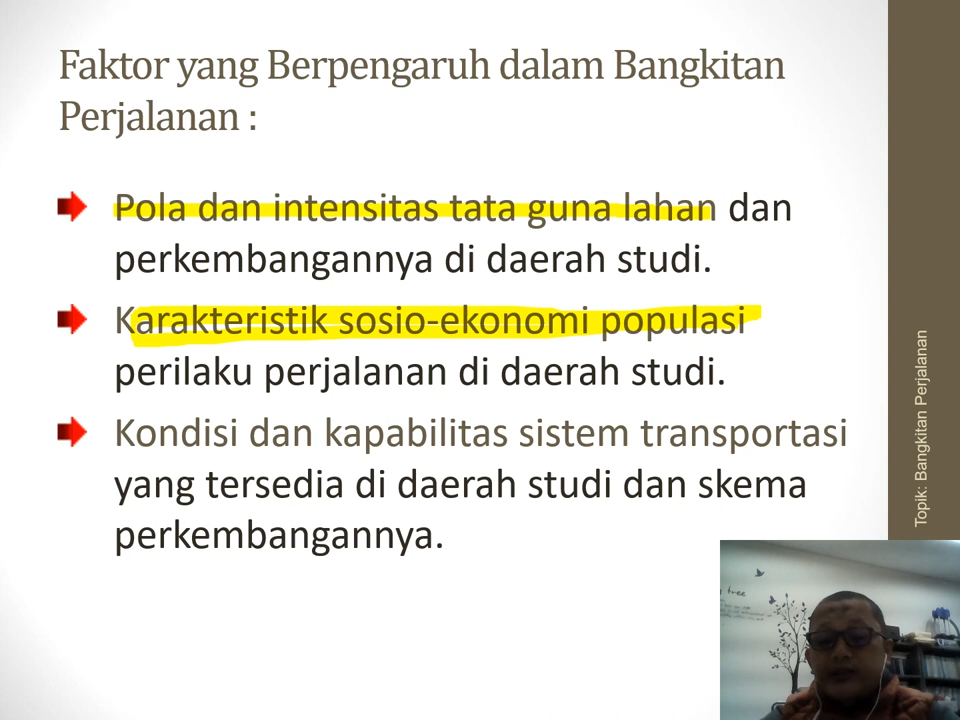 Faktor yang Berpengaruh dalam Bangkitan
Perjalanan :
Pola dan intensitas tata guna lahan dan
perkembangannya di daerah studi.
Karakteristik sosio-ekonomi populasi
perilaku perjalanan di daerah studi.
Kondisi dan kapabilitas sistem transportasi
yang tersedia di daerah studi dan skema
perkembangannya.
Topik: Bangkitan Perjalanan
tree